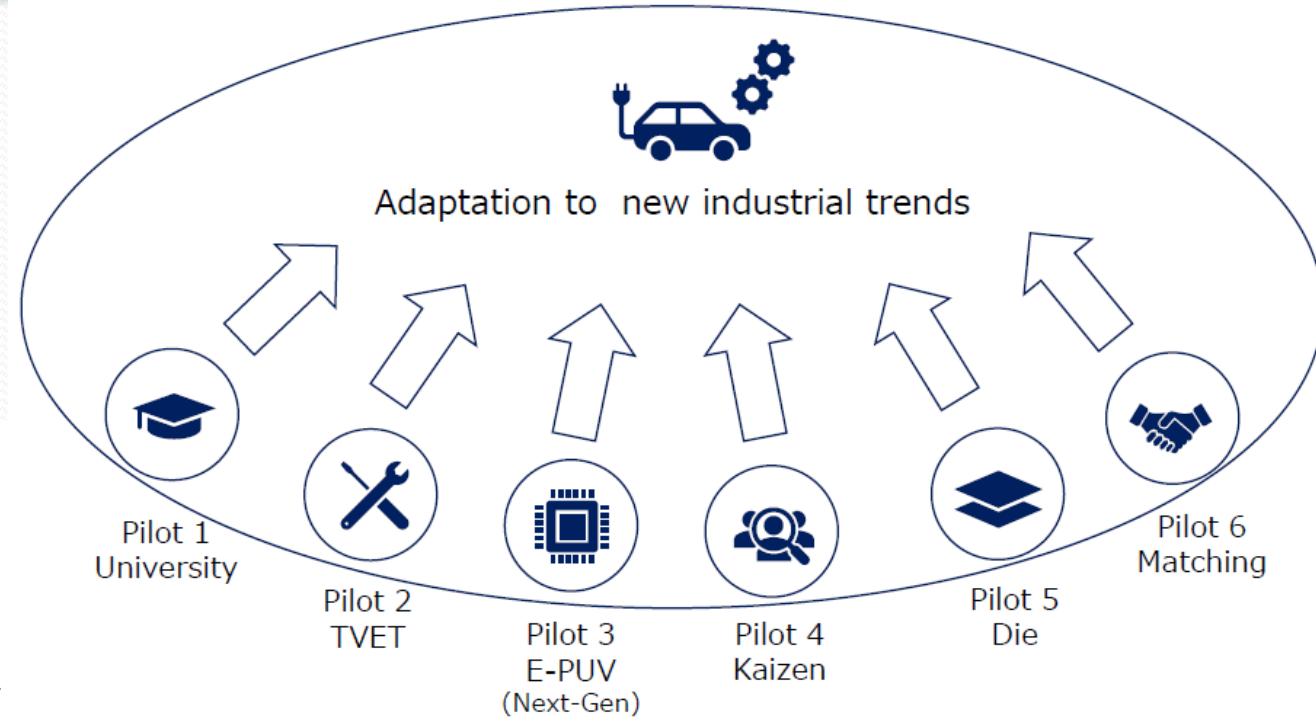 Adaptation to  new industrial trends
Pilot 1
University
Pilot 2
TVET
Pilot 3
E-PUV
(Next-Gen)
Pilot 4
Kaizen
Pilot 5
Die
Pilot 6
Matching